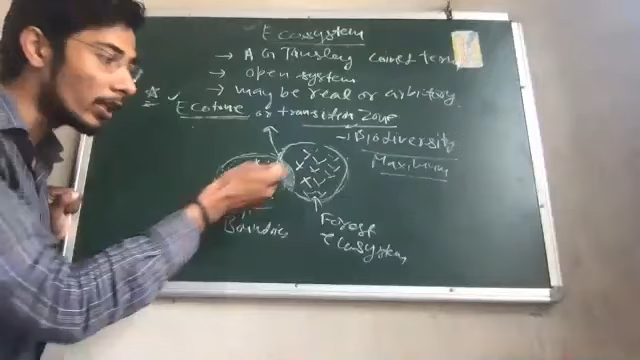 Ecosystem
→ A G Tansley coined term
→ open system
→ may be real or arbitrary
Ecotone or transition zone
→ Biodiversity
Maximum
Boundries
Forest
Ecosystem